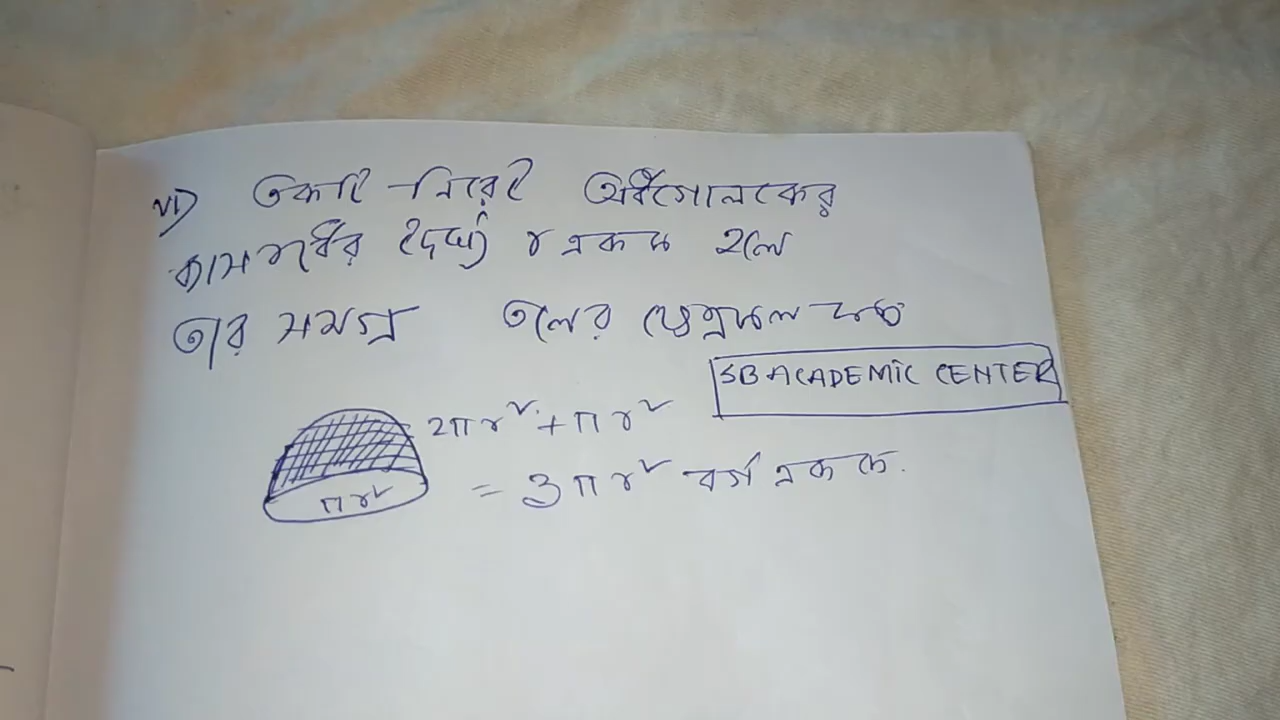 vi) একটি নিরেট অর্ধগোলকের
ব্যাসার্ধের দৈর্ঘ্য r একক হলে
তার সমগ্র তলের ক্ষেত্রফল কত
SB ACADEMIC CENTER
2πr² + πr²
πr²
= 3πr² বর্গ একক.